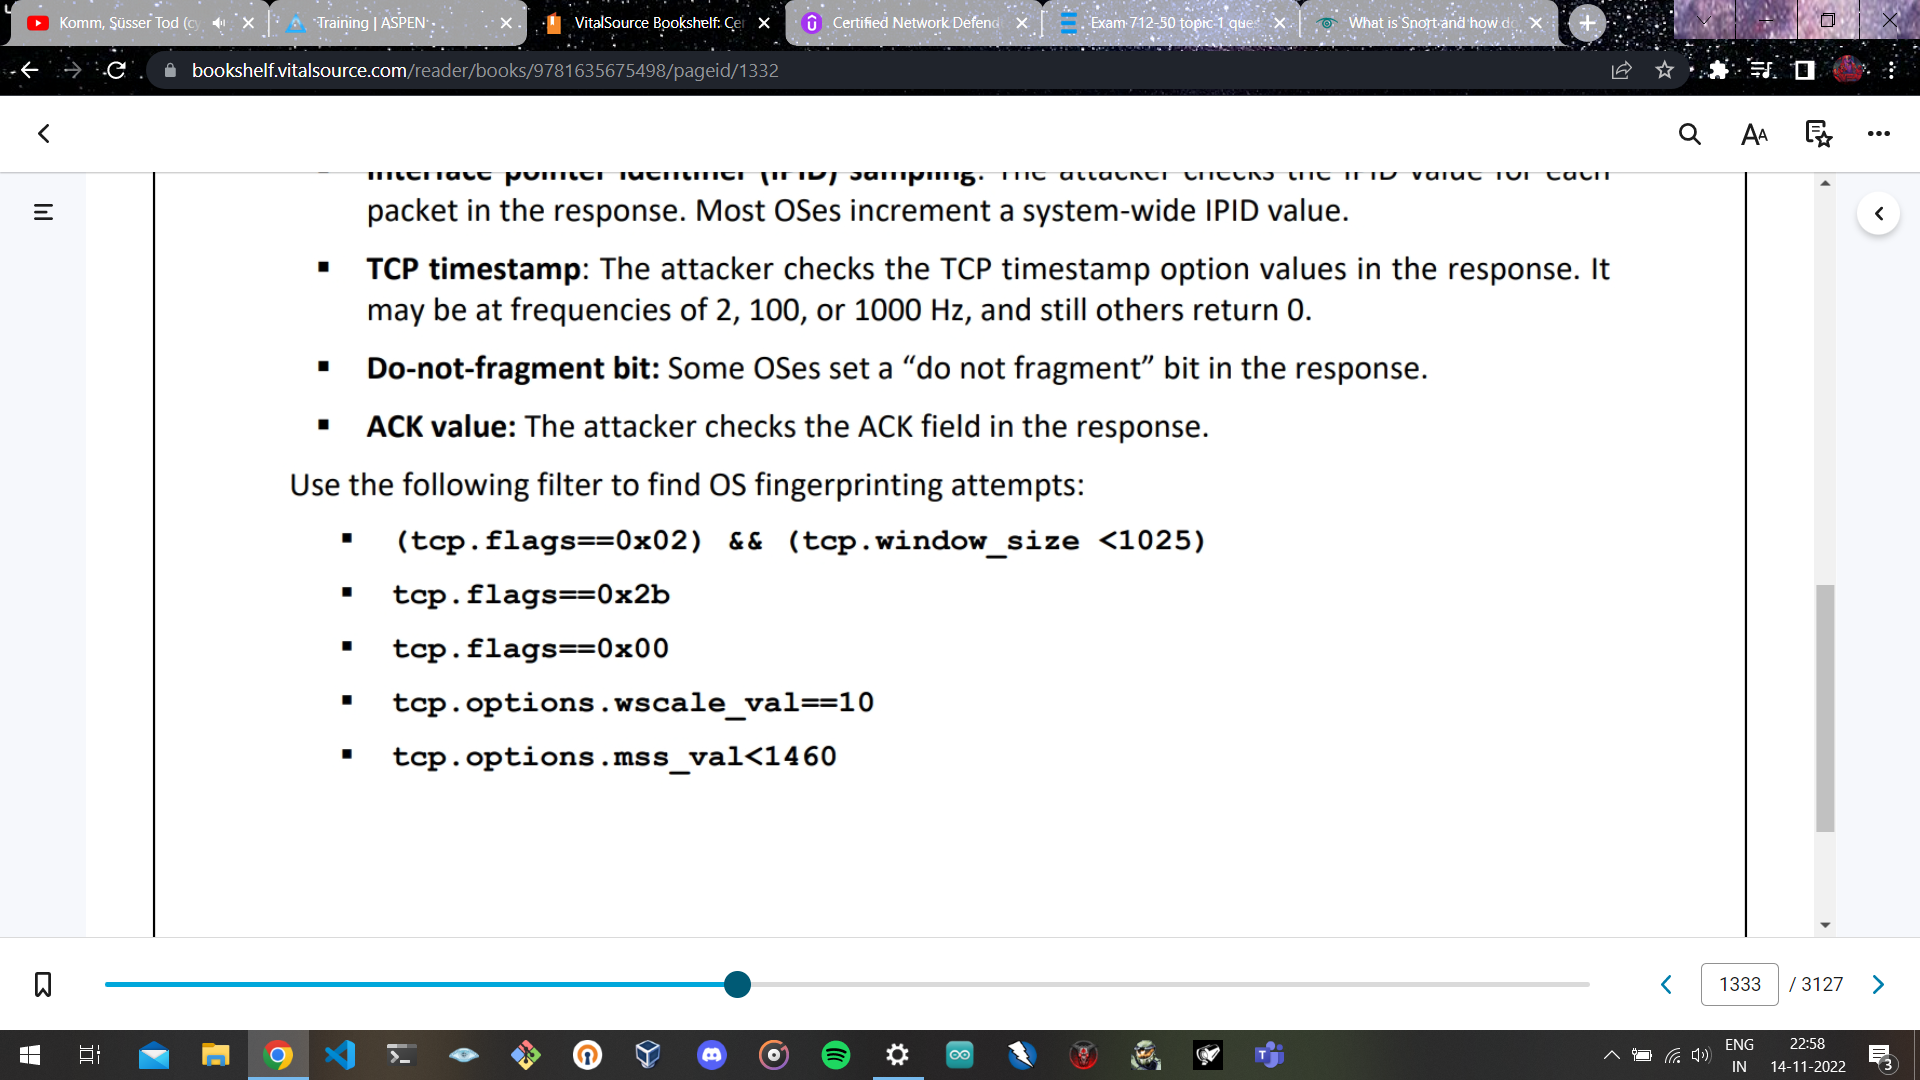 Komm, Süsser Tod (c
Training | ASPEN
VitalSource Bookshelf: Cer
Certified Network Defend
Exam 712-50 topic 1 que
What is Snort and how d
bookshelf.vitalsource.com/reader/books/9781635675498/pageid/1332
Interface pointer identifier (IPID) sampling: The attacker checks the IPID value for each
packet in the response. Most OSes increment a system-wide IPID value.
▪ TCP timestamp: The attacker checks the TCP timestamp option values in the response. It
may be at frequencies of 2, 100, or 1000 Hz, and still others return 0.
▪ Do-not-fragment bit: Some OSes set a “do not fragment” bit in the response.
▪ ACK value: The attacker checks the ACK field in the response.
Use the following filter to find OS fingerprinting attempts:
▪ (tcp.flags==0x02) && (tcp.window_size <1025)
▪ tcp.flags==0x2b
▪ tcp.flags==0x00
▪ tcp.options.wscale_val==10
▪ tcp.options.mss_val<1460
1333 / 3127
ENG
IN
22:58
14-11-2022
3